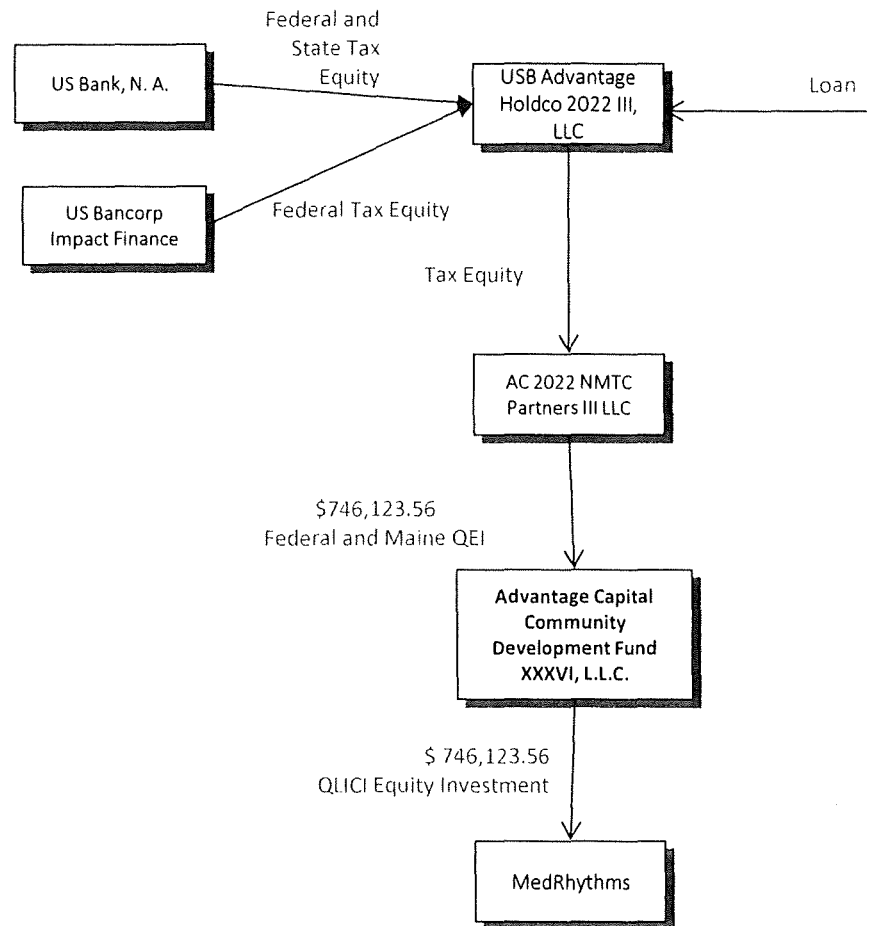 Federal and
State Tax
Equity
US Bank, N. A.
USB Advantage
Holdco 2022 III,
LLC
Loan
US Bancorp
Impact Finance
Federal Tax Equity
Tax Equity
AC 2022 NMTC
Partners III LLC
$746,123.56
Federal and Maine QEI
Advantage Capital
Community
Development Fund
XXXVI, L.L.C.
$ 746,123.56
QLICI Equity Investment
MedRhythms